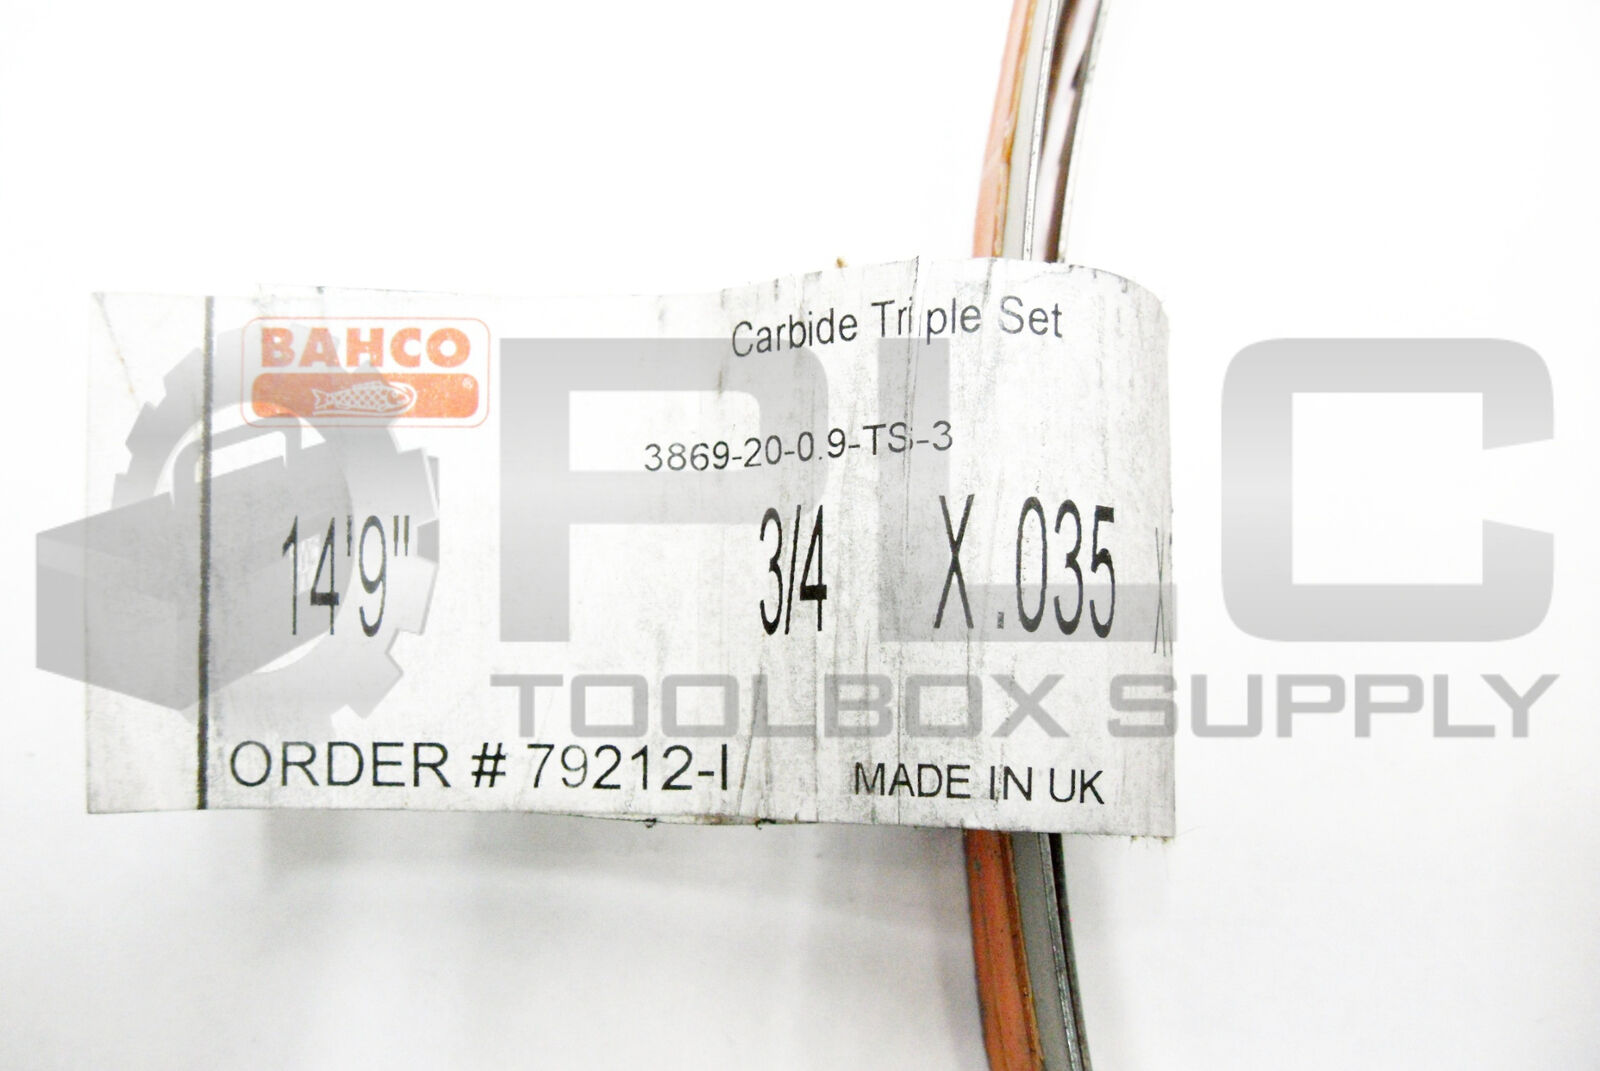 BAHCO
®
Carbide Triple Set
3869-20-0.9-TS-3
14'9" 3/4 X .035 X
ORDER # 79212-I
MADE IN UK
PLC
TOOLBOX SUPPLY